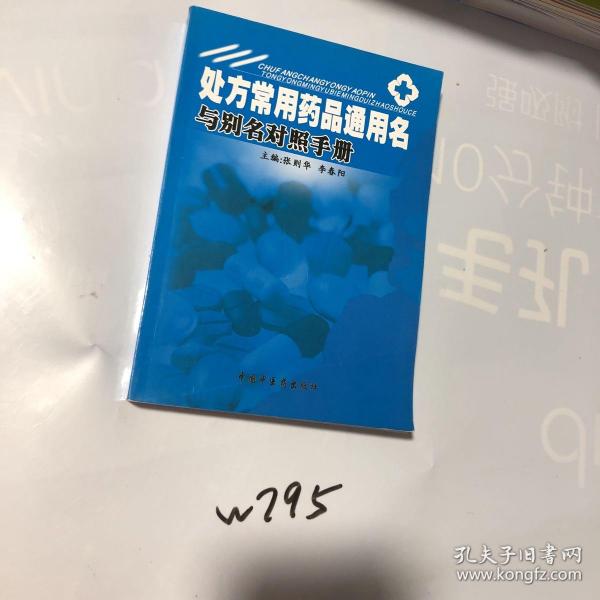 CHUFANGCHANGYONGYAOPIN
TONGYONGMINGYUBIEMINGDUIZHAOSHOUCE
处方常用药品通用名
与别名对照手册
主编:张则华 李春阳
中国中医药出版社
w795
孔夫子旧书网
www.kongfz.com